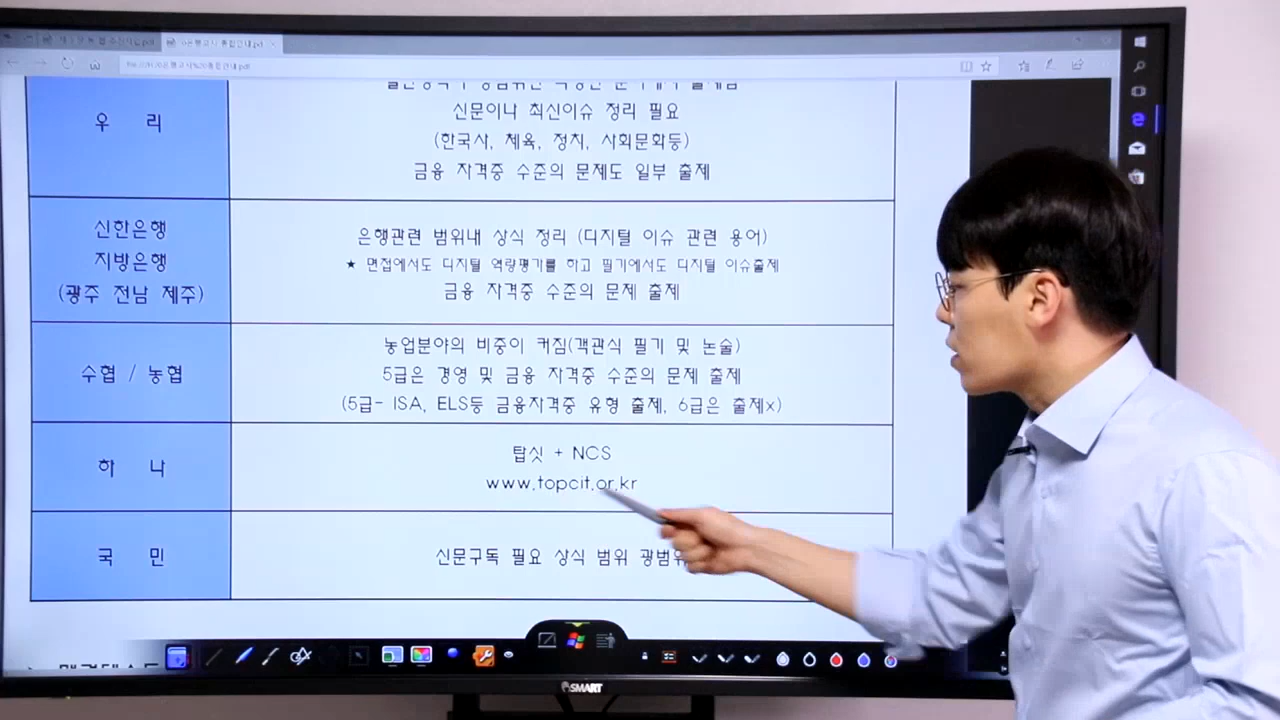 우 리
신문이나 최신이슈 정리 필요
(한국사, 체육, 정치, 사회문화등)
금융 자격증 수준의 문제도 일부 출제
신한은행
지방은행
(광주 전남 제주)
은행관련 범위내 상식 정리 (디지털 이슈 관련 용어)
★ 면접에서도 디지털 역량평가를 하고 필기에서도 디지털 이슈출제
금융 자격증 수준의 문제 출제
수협 / 농협
농업분야의 비중이 커짐(객관식 필기 및 논술)
5급은 경영 및 금융 자격증 수준의 문제 출제
(5급- ISA, ELS등 금융자격증 유형 출제, 6급은 출제x)
하 나
탑싯 + NCS
www.topcit.or.kr
국 민
신문구독 필요 상식 범위 광범위
SMART